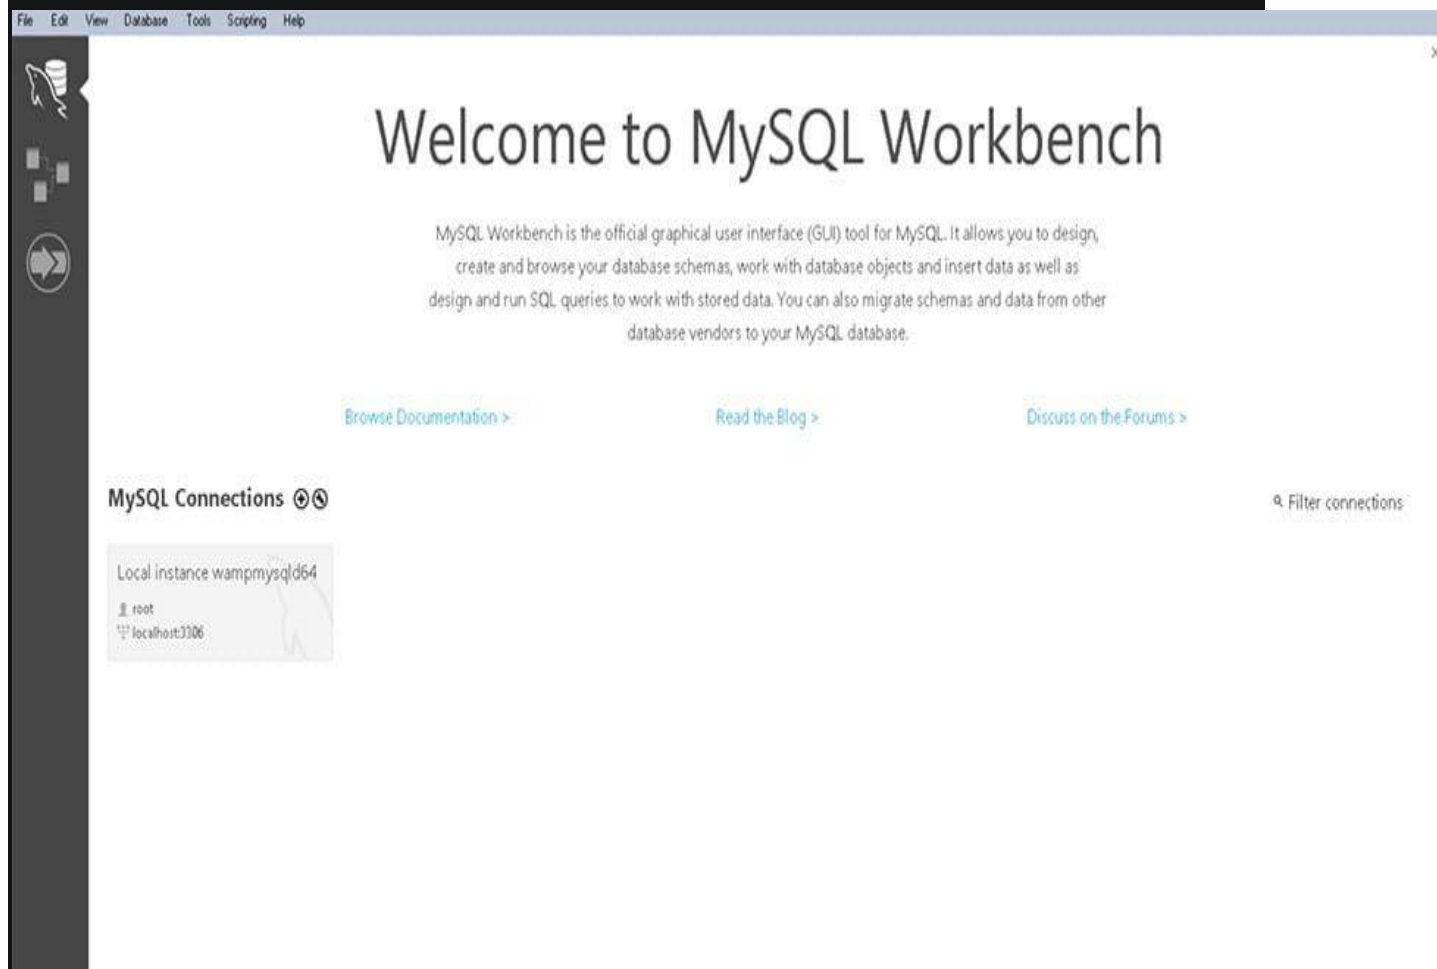 File Edit View Database Tools Scripting Help
Welcome to MySQL Workbench
MySQL Workbench is the official graphical user interface (GUI) tool for MySQL. It allows you to design,
create and browse your database schemas, work with database objects and insert data as well as
design and run SQL queries to work with stored data. You can also migrate schemas and data from other
database vendors to your MySQL database.
Browse Documentation > Read the Blog > Discuss on the Forums >
MySQL Connections Filter connections
Local instance wampmysqld64
root
localhost:3306